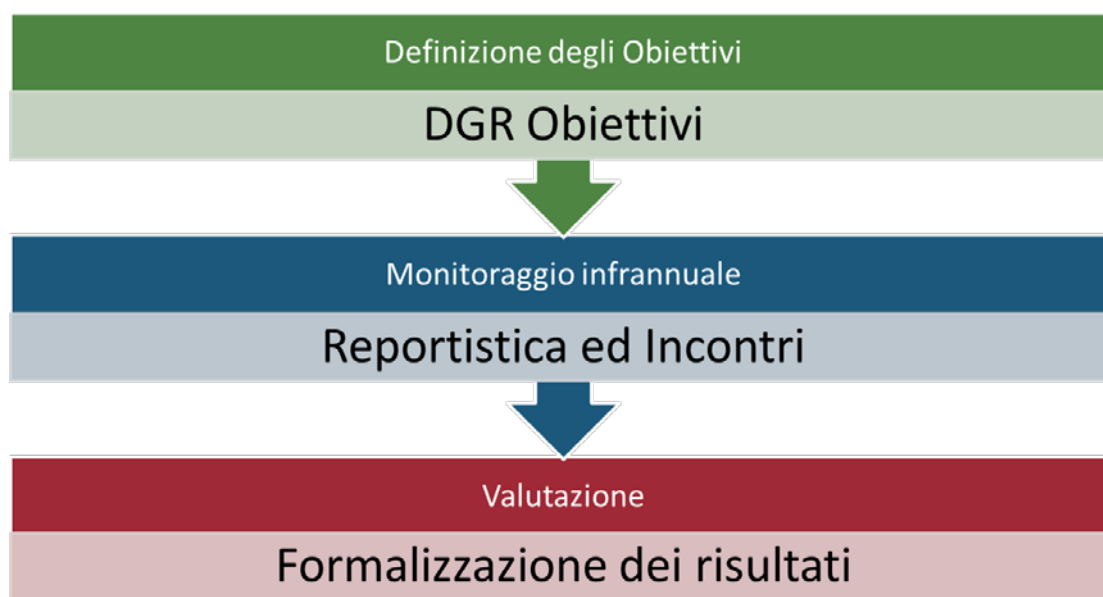 Definizione degli Obiettivi
DGR Obiettivi
Monitoraggio infrannuale
Reportistica ed Incontri
Valutazione
Formalizzazione dei risultati